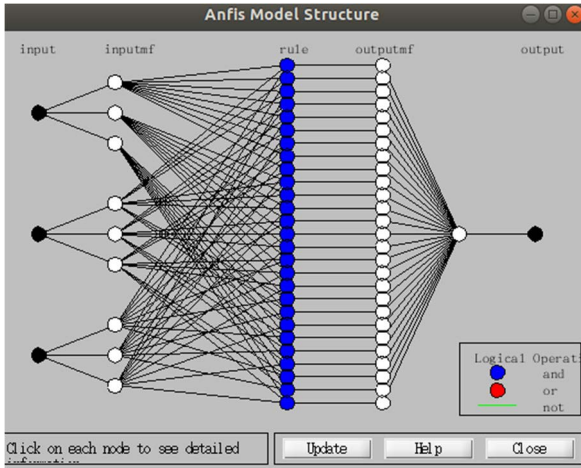 Anfis Model Structure
input inputmf rule outputmf output
Logical Operati
and
or
not
Click on each node to see detailed
Update Help Close